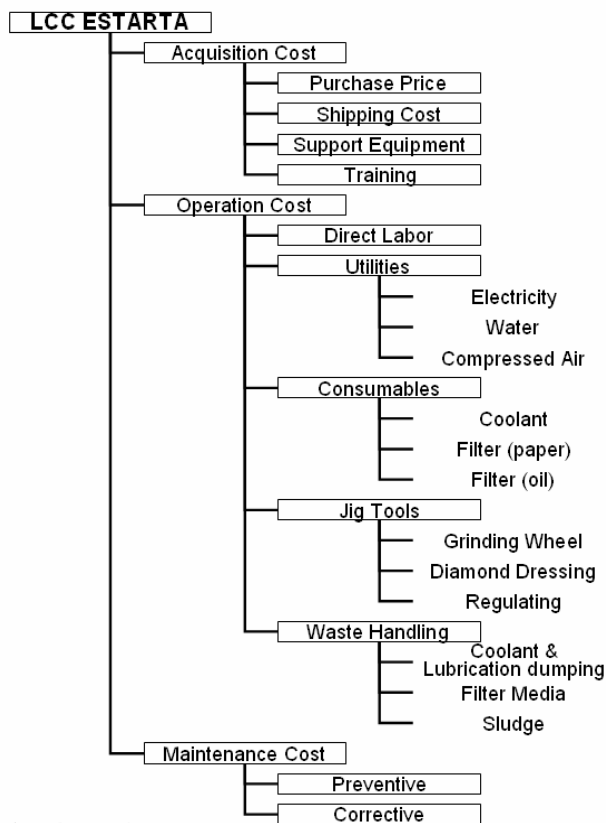 LCC ESTARTA
Acquisition Cost
Purchase Price
Shipping Cost
Support Equipment
Training
Operation Cost
Direct Labor
Utilities
Electricity
Water
Compressed Air
Consumables
Coolant
Filter (paper)
Filter (oil)
Jig Tools
Grinding Wheel
Diamond Dressing
Regulating
Waste Handling
Coolant &
Lubrication dumping
Filter Media
Sludge
Maintenance Cost
Preventive
Corrective